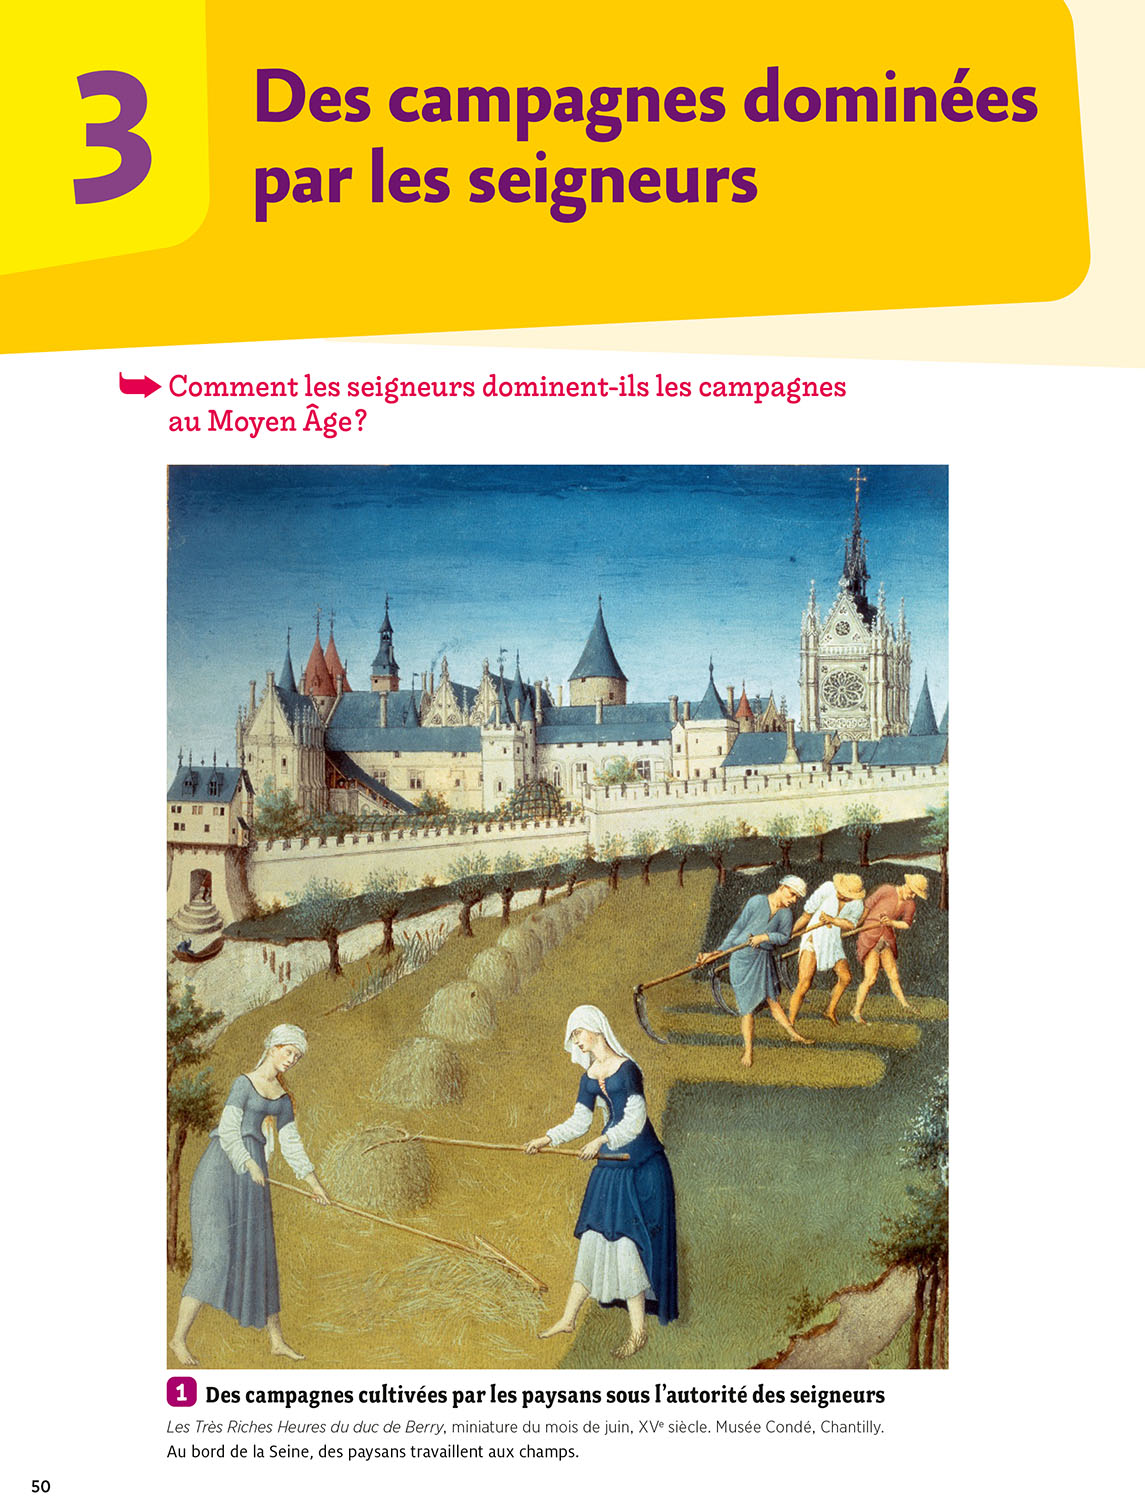 3
Des campagnes dominées
par les seigneurs
Comment les seigneurs dominent-ils les campagnes
au Moyen Âge ?
1 Des campagnes cultivées par les paysans sous l’autorité des seigneurs
Les Très Riches Heures du duc de Berry, miniature du mois de juin, XVe siècle. Musée Condé, Chantilly.
Au bord de la Seine, des paysans travaillent aux champs.
50